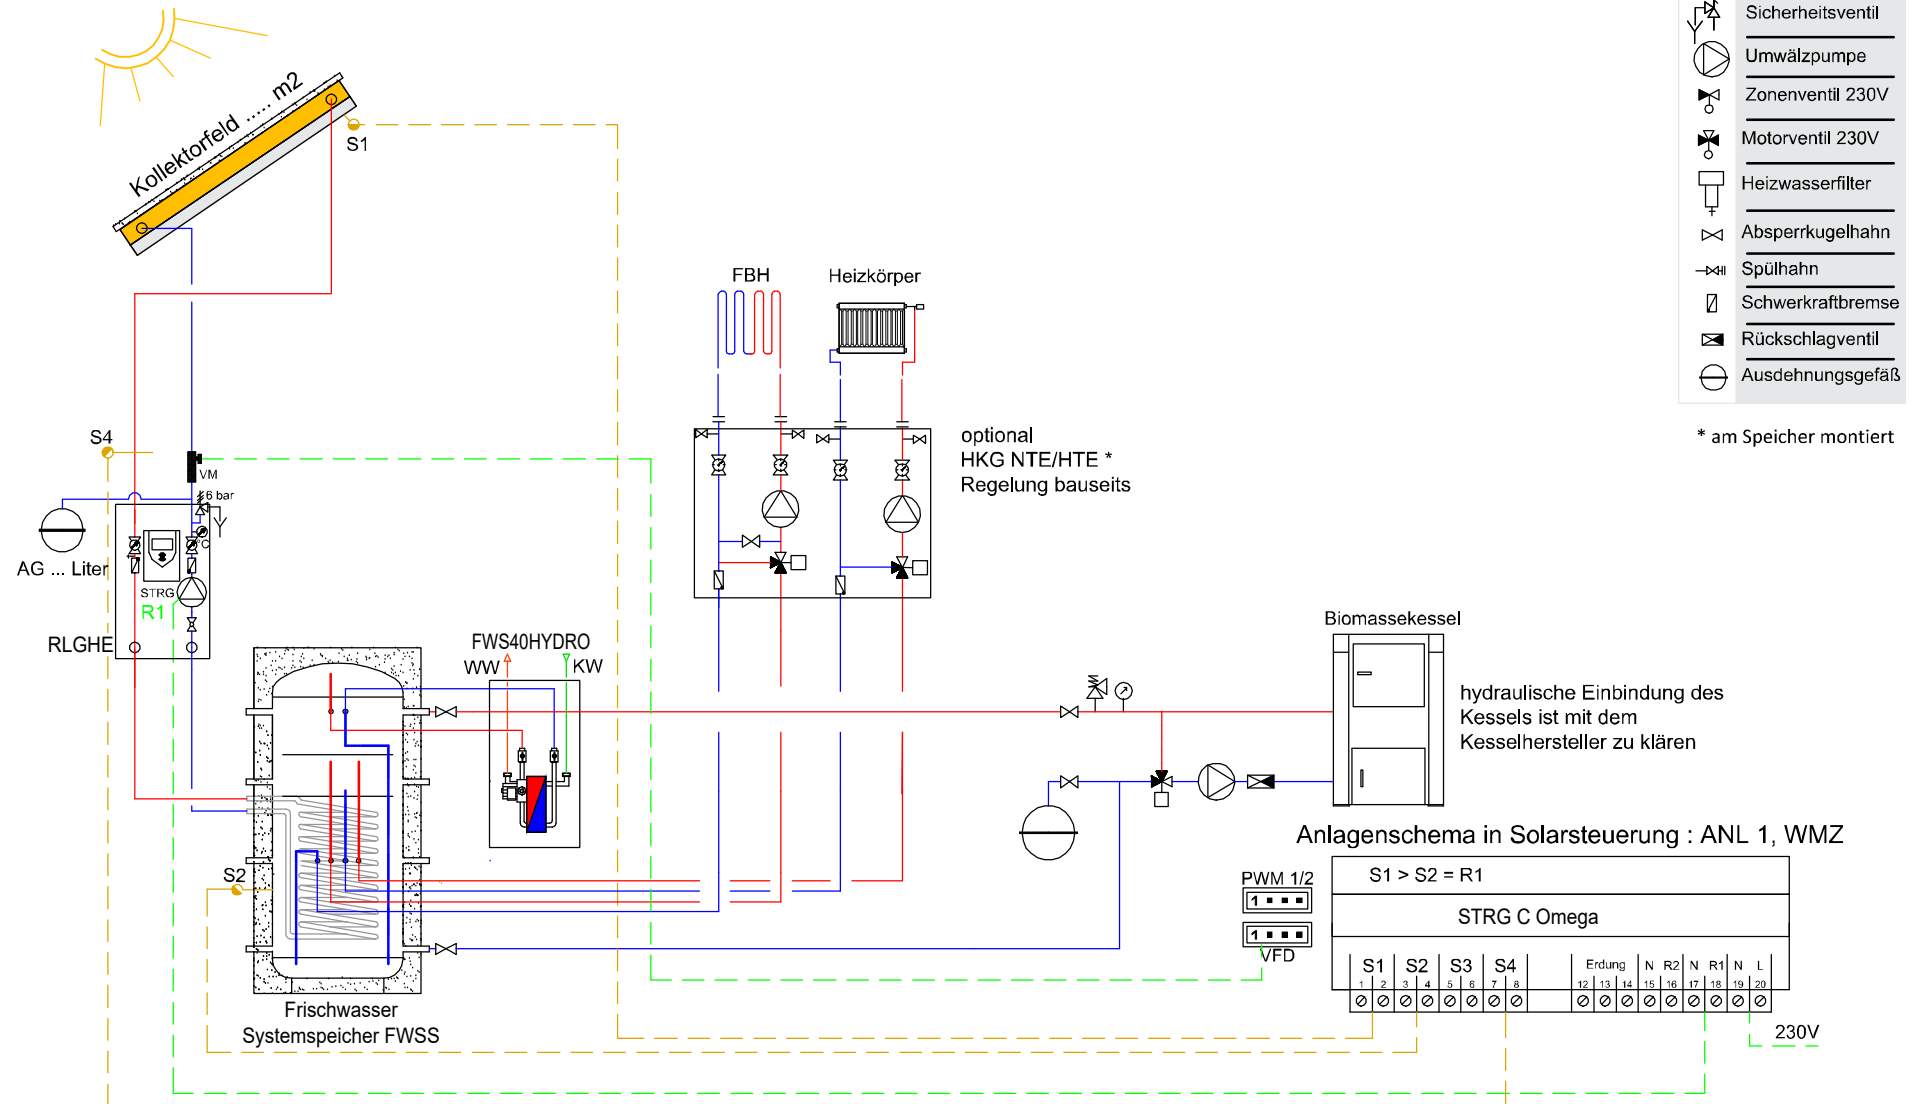 Sicherheitsventil
Umwälzpumpe
Zonenventil 230V
Motorventil 230V
Heizwasserfilter
Absperrkugelhahn
Spülhahn
Schwerkraftbremse
Rückschlagventil
Ausdehnungsgefäß
* am Speicher montiert
Kollektorfeld ..... m2
S1
FBH
Heizkörper
optional
HKG NTE/HTE *
Regelung bauseits
S4
VM
6 bar
°C
AG ... Liter
STRG
R1
RLGHE
FWS40HYDRO
WW
KW
Biomassekessel
hydraulische Einbindung des
Kessels ist mit dem
Kesselhersteller zu klären
S2
Frischwasser
Systemspeicher FWSS
Anlagenschema in Solarsteuerung : ANL 1, WMZ
PWM 1/2
1
1
VFD
S1 > S2 = R1
STRG C Omega
S1 S2 S3 S4 Erdung N R2 N R1 N L
1 2 3 4 5 6 7 8 12 13 14 15 16 17 18 19 20
230V